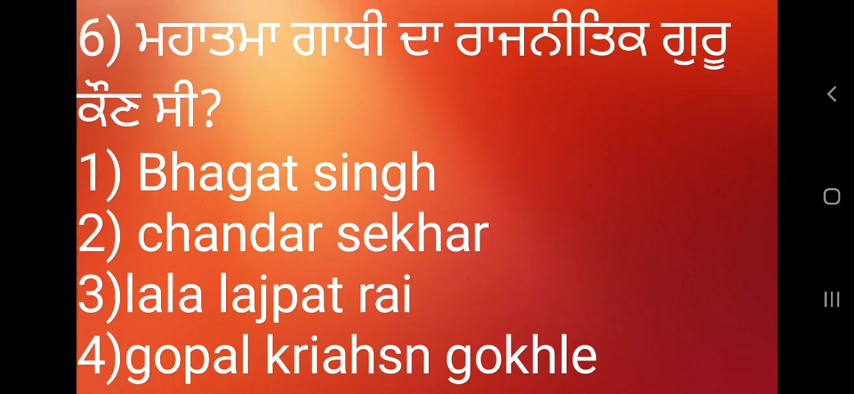 6) ਮਹਾਤਮਾ ਗਾਧੀ ਦਾ ਰਾਜਨੀਤਿਕ ਗੁਰੂ
ਕੌਣ ਸੀ?
1) Bhagat singh
2) chandar sekhar
3)lala lajpat rai
4)gopal kriahsn gokhle